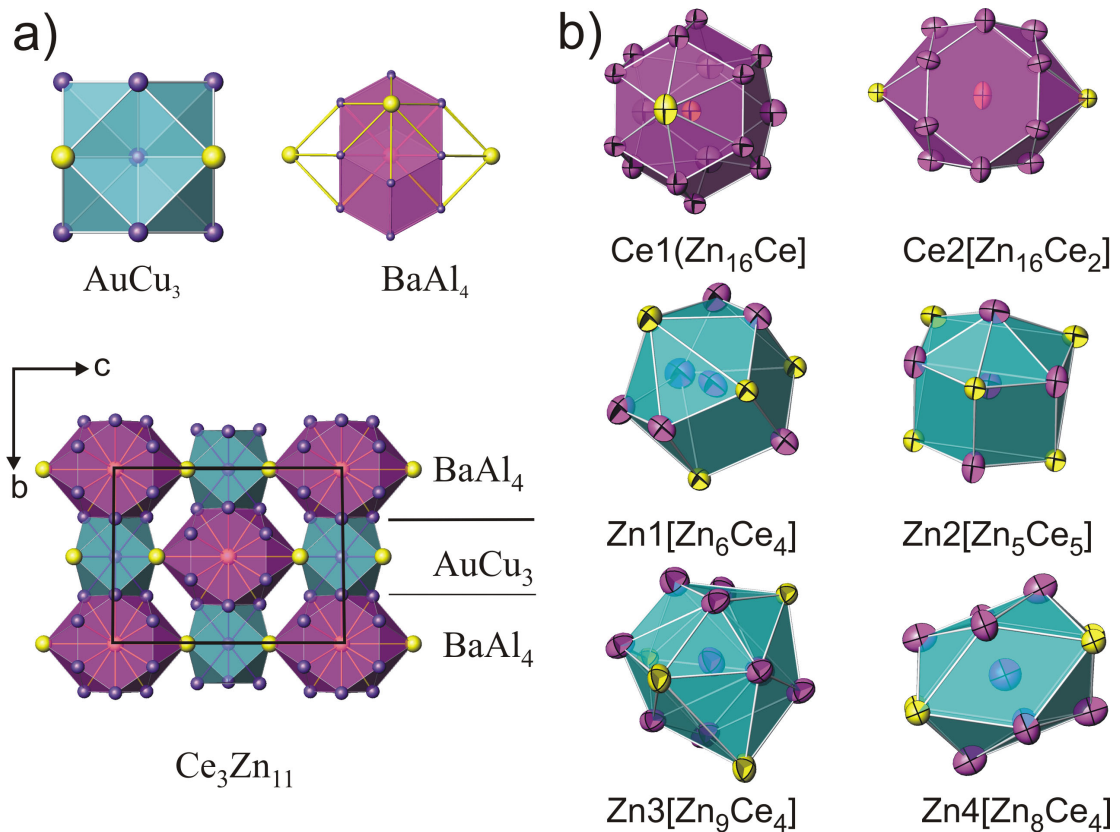 a)
AuCu₃
BaAl₄
c
b
BaAl₄
AuCu₃
BaAl₄
Ce₃Zn₁₁
b)
Ce1(Zn₁₆Ce]
Ce2[Zn₁₆Ce₂]
Zn1[Zn₆Ce₄]
Zn2[Zn₅Ce₅]
Zn3[Zn₉Ce₄]
Zn4[Zn₈Ce₄]